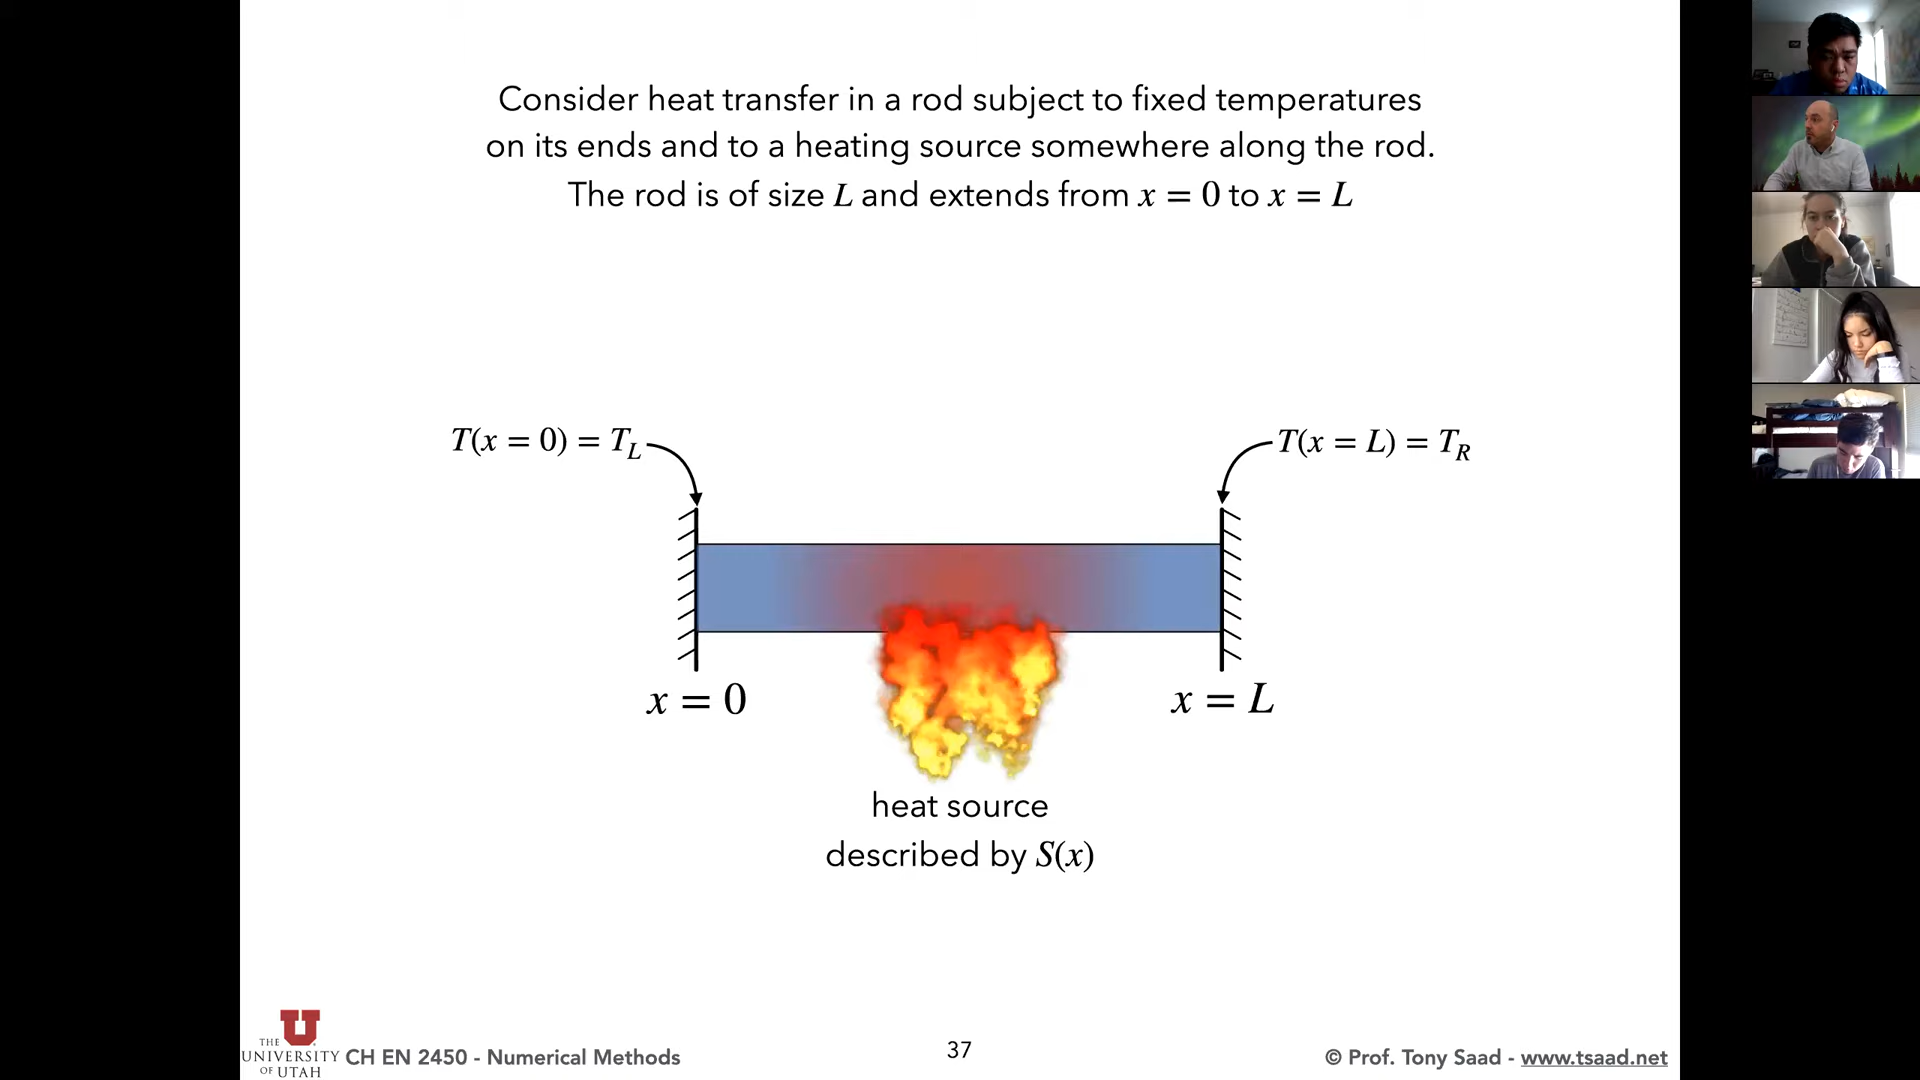 Consider heat transfer in a rod subject to fixed temperatures
on its ends and to a heating source somewhere along the rod.
The rod is of size L and extends from x = 0 to x = L
T(x = 0) = T_L
T(x = L) = T_R
x = 0
x = L
heat source
described by S(x)
THE
UNIVERSITY
OF UTAH
CH EN 2450 - Numerical Methods
37
© Prof. Tony Saad - www.tsaad.net